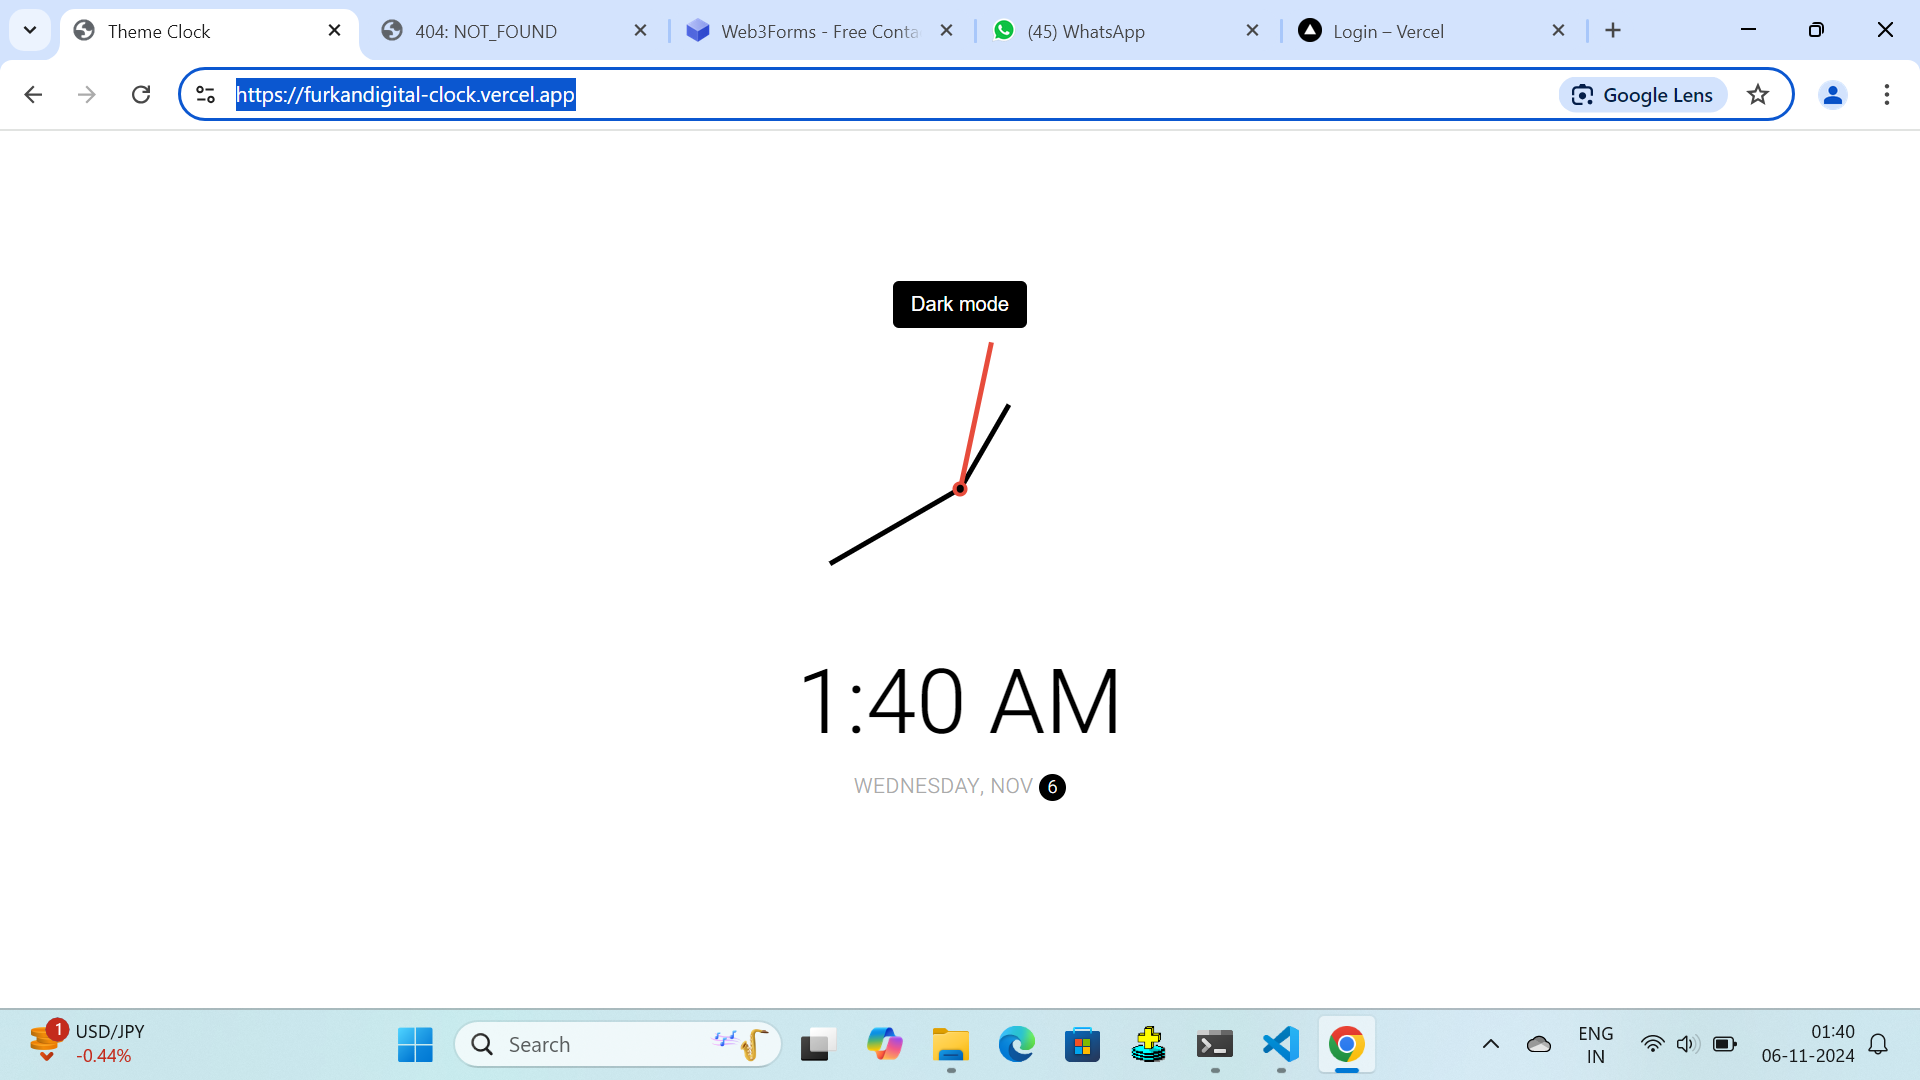 Theme Clock
404: NOT_FOUND
Web3Forms - Free Conta
(45) WhatsApp
Login – Vercel
https://furkandigital-clock.vercel.app
Google Lens
Dark mode
1:40 AM
WEDNESDAY, NOV 6
1
USD/JPY
-0.44%
Search
ENG
IN
01:40
06-11-2024